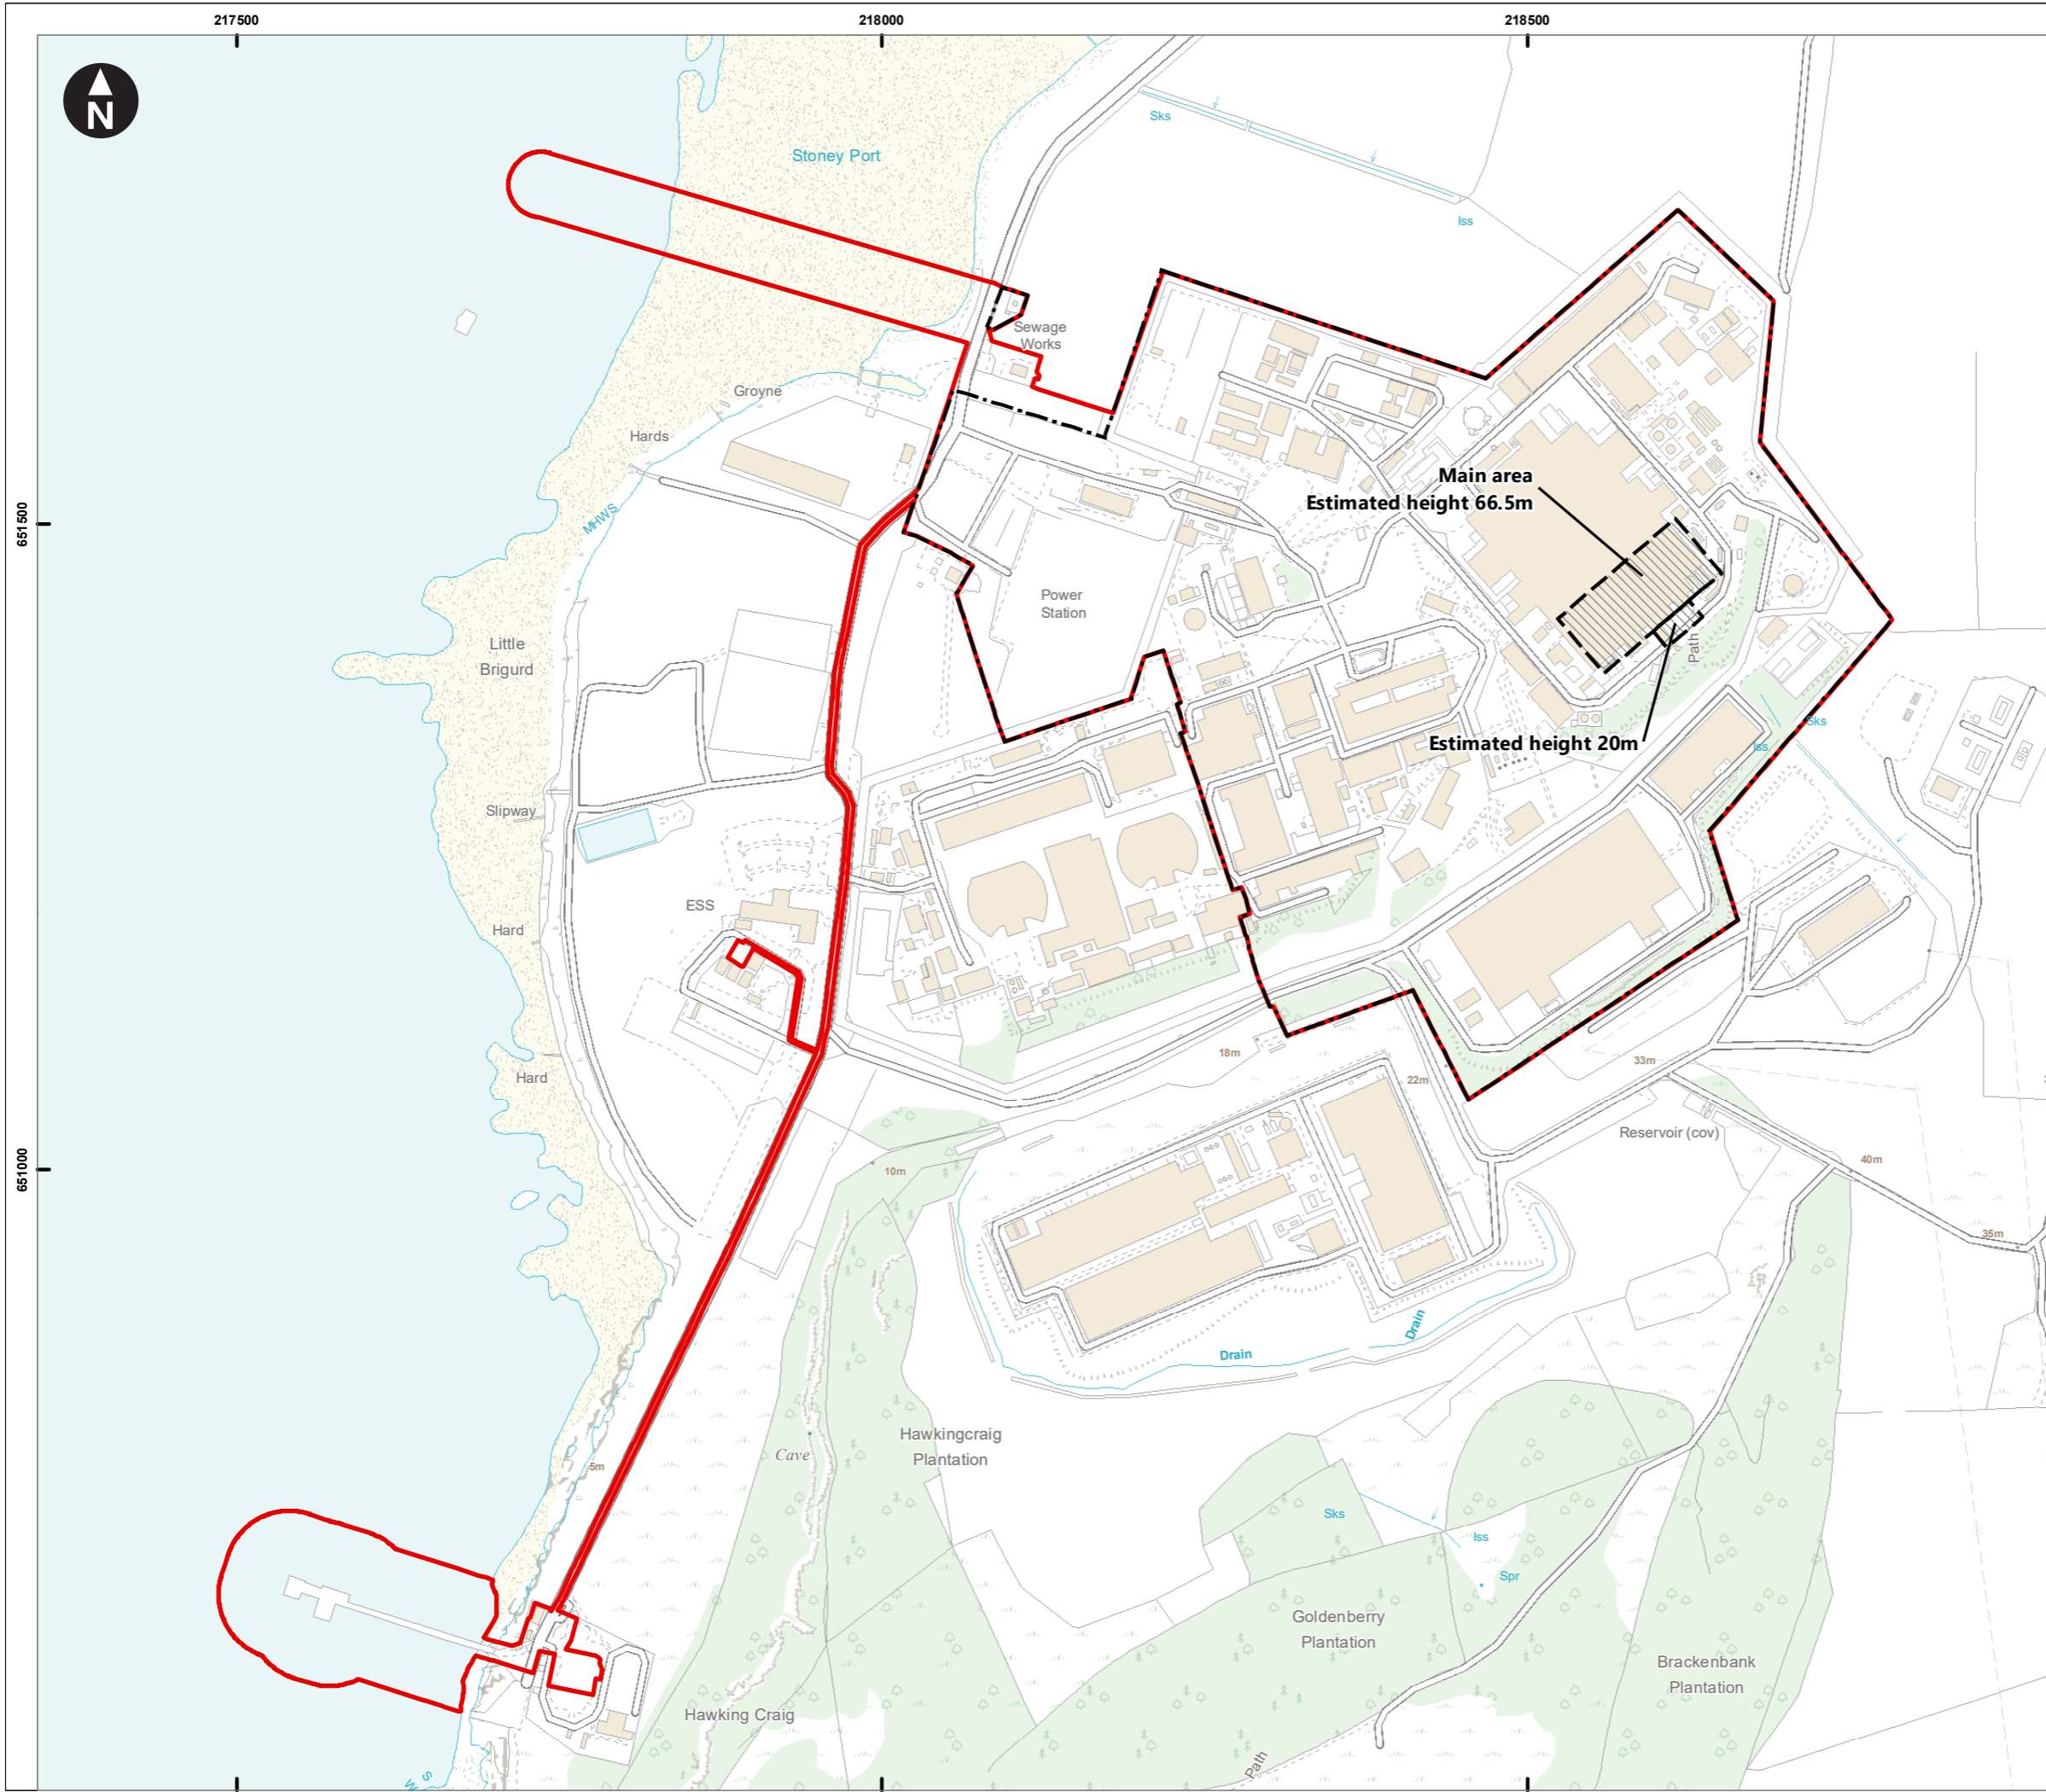 217500
218000
218500
N
Sks
Stoney Port
Iss
Sewage
Works
Groyne
Hards
Main area
Estimated height 66.5m
651500
MHWS
Power
Station
Little
Brigurd
Path
Sks
Estimated height 20m
Iss
Slipway
ESS
Hard
18m
33m
Hard
22m
Reservoir (cov)
651000
10m
40m
35m
Drain
Drain
Hawkingcraig
Plantation
Cave
5m
Sks
Iss
Spr
Goldenberry
Plantation
Brackenbank
Plantation
Hawking Craig
Path
S
W